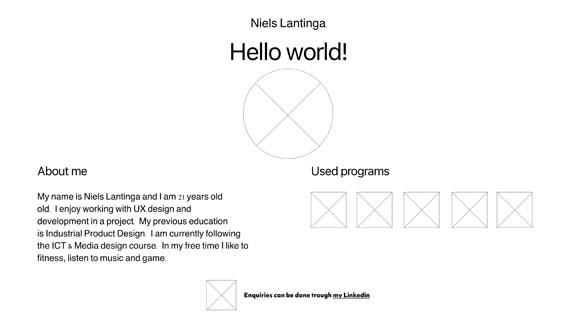 Niels Lantinga
Hello world!
About me
My name is Niels Lantinga and I am 21 years old
old. I enjoy working with UX design and
development in a project. My previous education
is Industrial Product Design. I am currently following
the ICT & Media design course. In my free time I like to
fitness, listen to music and game.
Used programs
Enquiries can be done trough my Linkedin